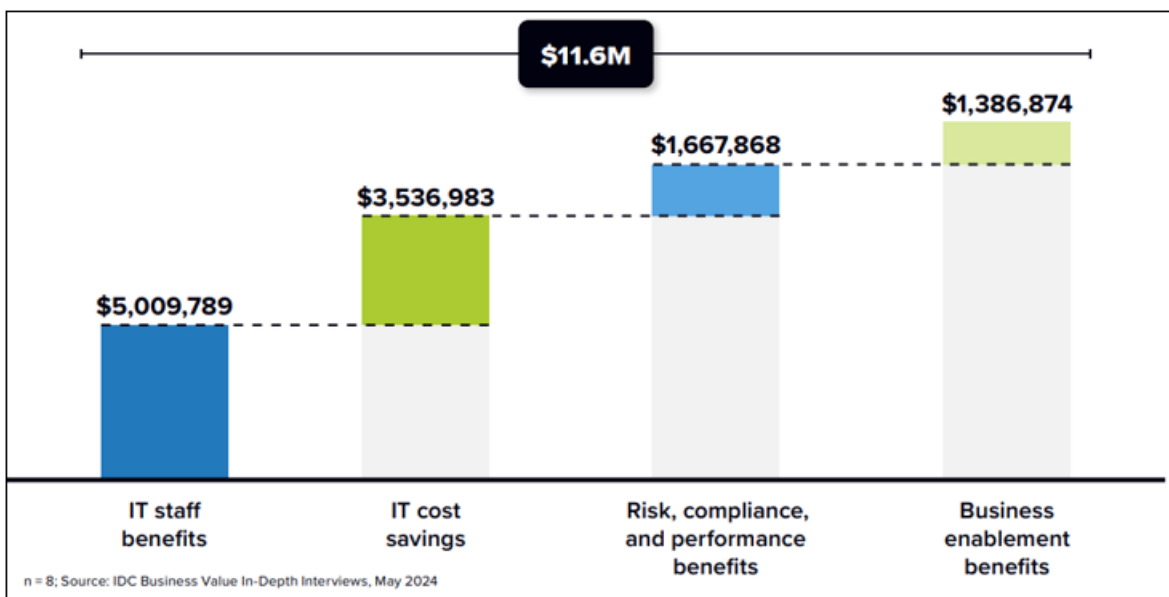 $11.6M
$1,386,874
$1,667,868
$3,536,983
$5,009,789
IT staff
benefits
IT cost
savings
Risk, compliance,
and performance
benefits
Business
enablement
benefits
n = 8; Source: IDC Business Value In-Depth Interviews, May 2024